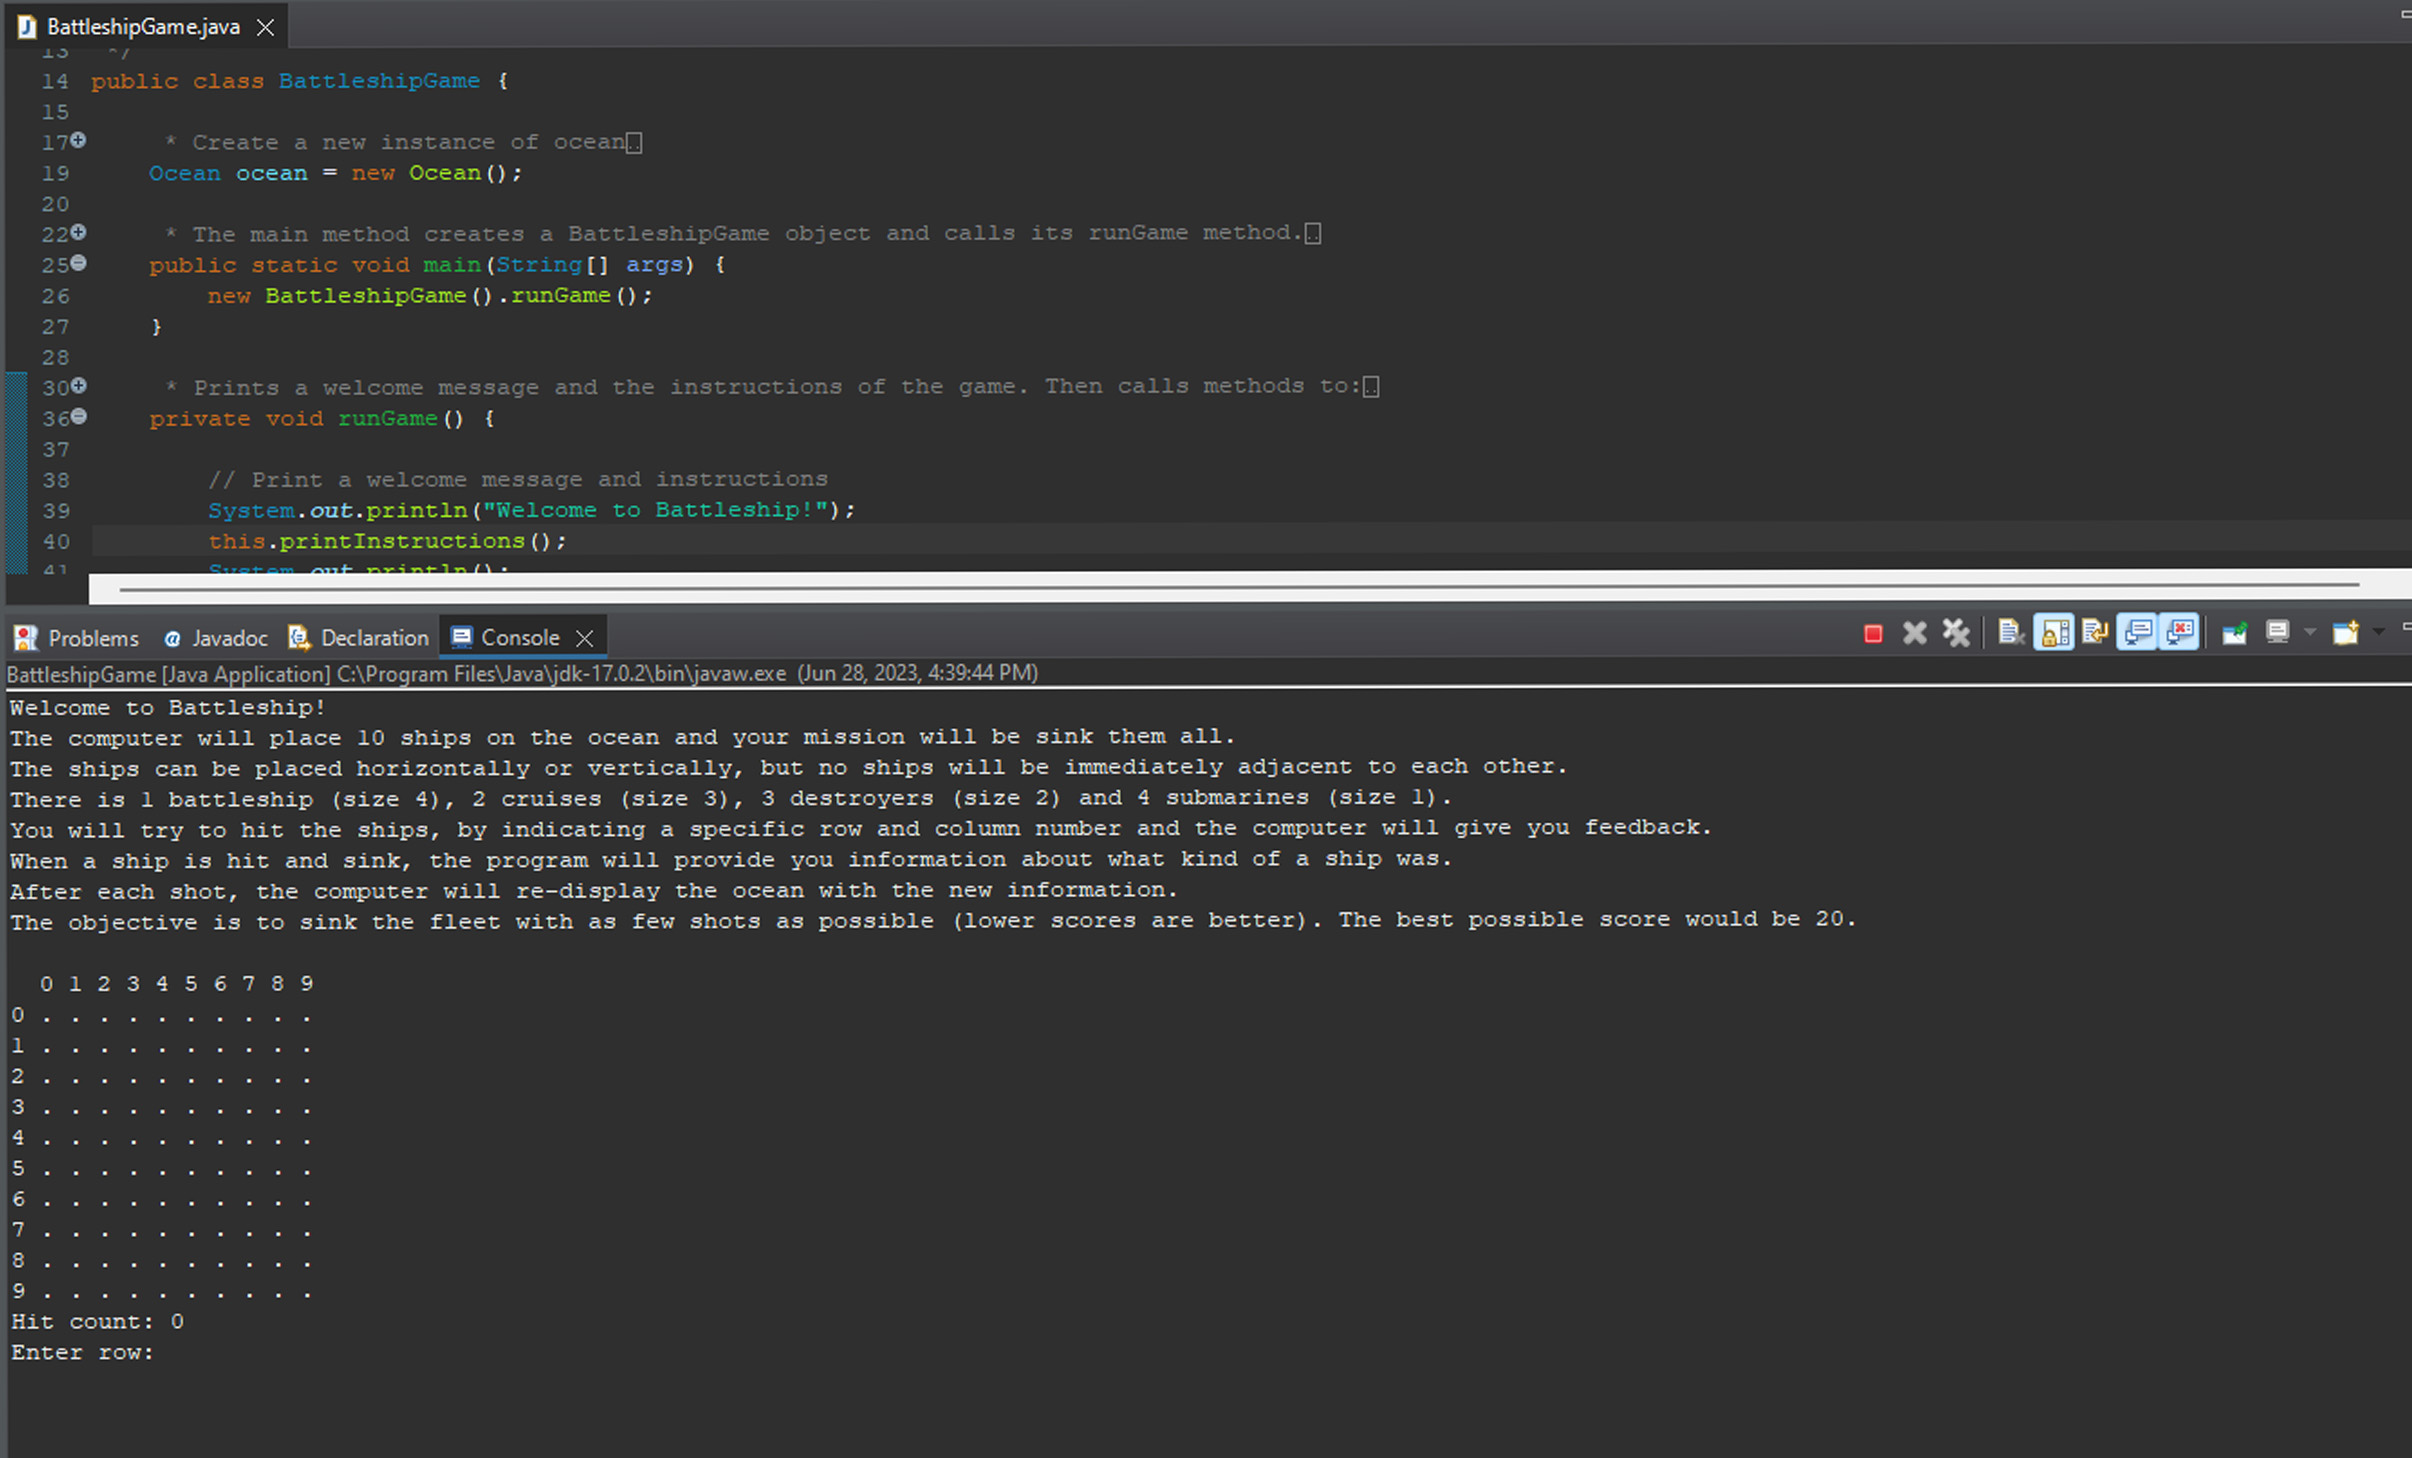 BattleshipGame.java
13 */
14 public class BattleshipGame {
15
17 * Create a new instance of ocean
19 Ocean ocean = new Ocean();
20
22 * The main method creates a BattleshipGame object and calls its runGame method.
25 public static void main(String[] args) {
26 new BattleshipGame().runGame();
27 }
28
30 * Prints a welcome message and the instructions of the game. Then calls methods to:
36 private void runGame() {
37
38 // Print a welcome message and instructions
39 System.out.println("Welcome to Battleship!");
40 this.printInstructions();
41 System.out.println();
Problems Javadoc Declaration Console
BattleshipGame [Java Application] C:\Program Files\Java\jdk-17.0.2\bin\javaw.exe (Jun 28, 2023, 4:39:44 PM)
Welcome to Battleship!
The computer will place 10 ships on the ocean and your mission will be sink them all.
The ships can be placed horizontally or vertically, but no ships will be immediately adjacent to each other.
There is 1 battleship (size 4), 2 cruises (size 3), 3 destroyers (size 2) and 4 submarines (size 1).
You will try to hit the ships, by indicating a specific row and column number and the computer will give you feedback.
When a ship is hit and sink, the program will provide you information about what kind of a ship was.
After each shot, the computer will re-display the ocean with the new information.
The objective is to sink the fleet with as few shots as possible (lower scores are better). The best possible score would be 20.
0 1 2 3 4 5 6 7 8 9
0 . . . . . . . . . .
1 . . . . . . . . . .
2 . . . . . . . . . .
3 . . . . . . . . . .
4 . . . . . . . . . .
5 . . . . . . . . . .
6 . . . . . . . . . .
7 . . . . . . . . . .
8 . . . . . . . . . .
9 . . . . . . . . . .
Hit count: 0
Enter row: